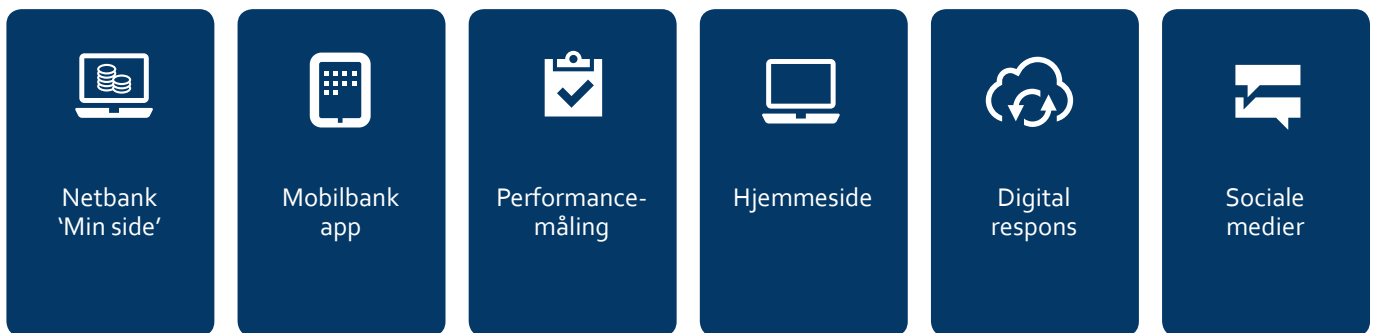 Netbank
‘Min side’
Mobilbank
app
Performance-
måling
Hjemmeside
Digital
respons
Sociale
medier